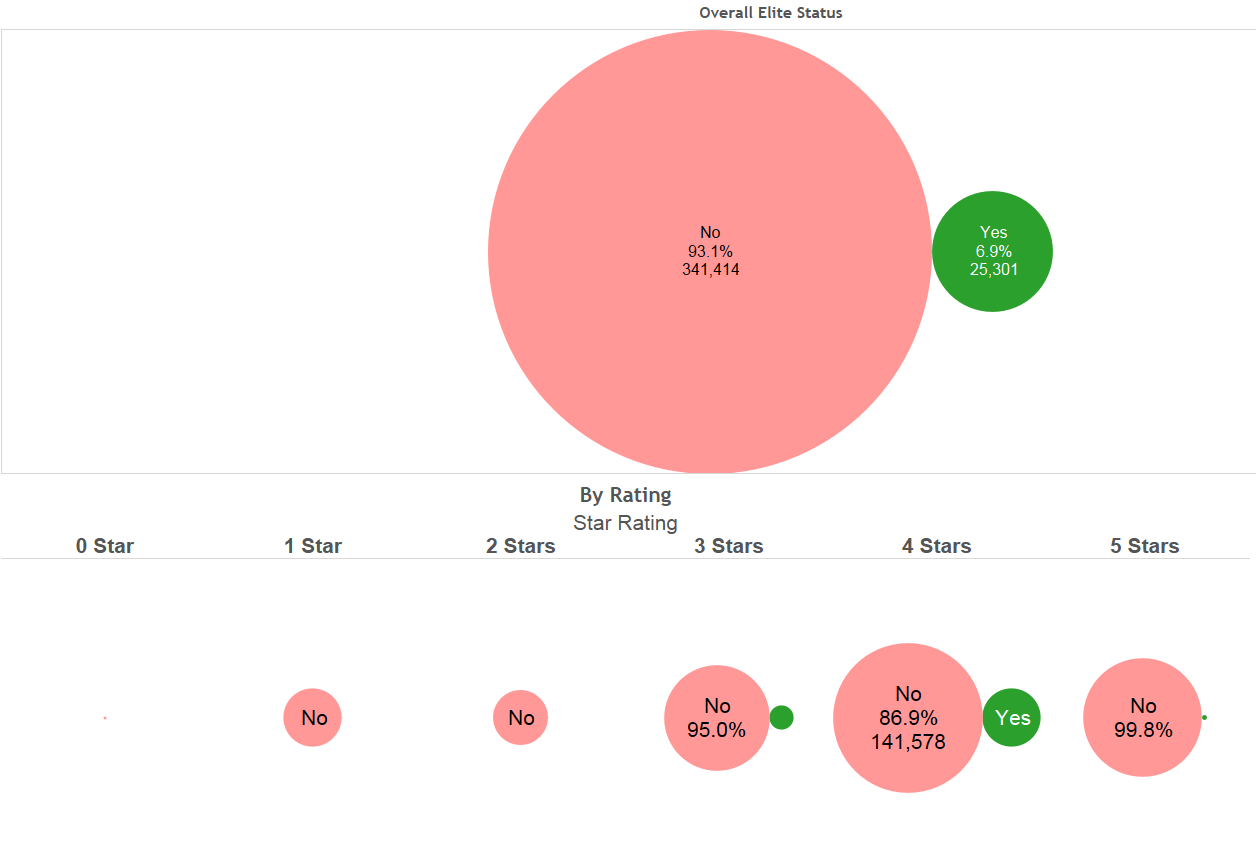 Overall Elite Status
No
93.1%
341,414
Yes
6.9%
25,301
By Rating
Star Rating
0 Star
1 Star
2 Stars
3 Stars
4 Stars
5 Stars
No
No
No
95.0%
No
86.9%
141,578
Yes
No
99.8%